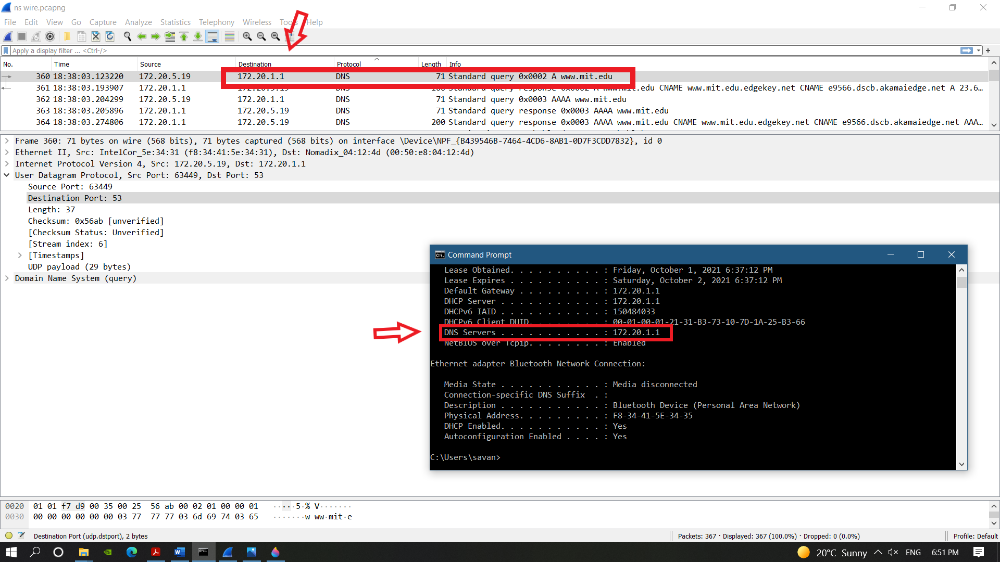 ns wire.pcapng
File Edit View Go Capture Analyze Statistics Telephony Wireless Tools Help
Apply a display filter ... <Ctrl-/>
No. Time Source Destination Protocol Length Info
360 18:38:03.123220 172.20.5.19 172.20.1.1 DNS 71 Standard query 0x0002 A www.mit.edu
361 18:38:03.193907 172.20.1.1 172.20.5.19 DNS 160 Standard query response 0x0002 A www.mit.edu CNAME www.mit.edu.edgekey.net CNAME e9566.dscb.akamaiedge.net A 23.6…
362 18:38:03.204299 172.20.5.19 172.20.1.1 DNS 71 Standard query 0x0003 AAAA www.mit.edu
363 18:38:03.205896 172.20.1.1 172.20.5.19 DNS 71 Standard query response 0x0003 AAAA www.mit.edu
364 18:38:03.274806 172.20.1.1 172.20.5.19 DNS 200 Standard query response 0x0003 AAAA www.mit.edu CNAME www.mit.edu.edgekey.net CNAME e9566.dscb.akamaiedge.net AAA…
Frame 360: 71 bytes on wire (568 bits), 71 bytes captured (568 bits) on interface \Device\NPF_{B439546B-7464-4CD6-8AB1-0D7F3CDD7832}, id 0
Ethernet II, Src: IntelCor_5e:34:31 (f8:34:41:5e:34:31), Dst: Nomadix_04:12:4d (00:50:e8:04:12:4d)
Internet Protocol Version 4, Src: 172.20.5.19, Dst: 172.20.1.1
User Datagram Protocol, Src Port: 63449, Dst Port: 53
Source Port: 63449
Destination Port: 53
Length: 37
Checksum: 0x56ab [unverified]
[Checksum Status: Unverified]
[Stream index: 6]
[Timestamps]
UDP payload (29 bytes)
Domain Name System (query)
Command Prompt
Lease Obtained. . . . . . . . . . : Friday, October 1, 2021 6:37:12 PM
Lease Expires . . . . . . . . . . : Saturday, October 2, 2021 6:37:12 PM
Default Gateway . . . . . . . . . : 172.20.1.1
DHCP Server . . . . . . . . . . . : 172.20.1.1
DHCPv6 IAID . . . . . . . . . . . : 150484033
DHCPv6 Client DUID. . . . . . . . : 00-01-00-01-21-31-B3-73-10-7D-1A-25-B3-66
DNS Servers . . . . . . . . . . . : 172.20.1.1
NetBIOS over Tcpip. . . . . . . . : Enabled
Ethernet adapter Bluetooth Network Connection:
Media State . . . . . . . . . . . : Media disconnected
Connection-specific DNS Suffix . :
Description . . . . . . . . . . . : Bluetooth Device (Personal Area Network)
Physical Address. . . . . . . . . : F8-34-41-5E-34-35
DHCP Enabled. . . . . . . . . . . : Yes
Autoconfiguration Enabled . . . . : Yes
C:\Users\savan>
0020 01 01 f7 d9 00 35 00 25 56 ab 00 02 01 00 00 01 ·····5·% V·······
0030 00 00 00 00 00 00 03 77 77 77 03 6d 69 74 03 65 ·······w ww·mit·e
Destination Port (udp.dstport), 2 bytes
Packets: 367 · Displayed: 367 (100.0%) · Dropped: 0 (0.0%)
Profile: Default
20°C Sunny ENG 6:51 PM